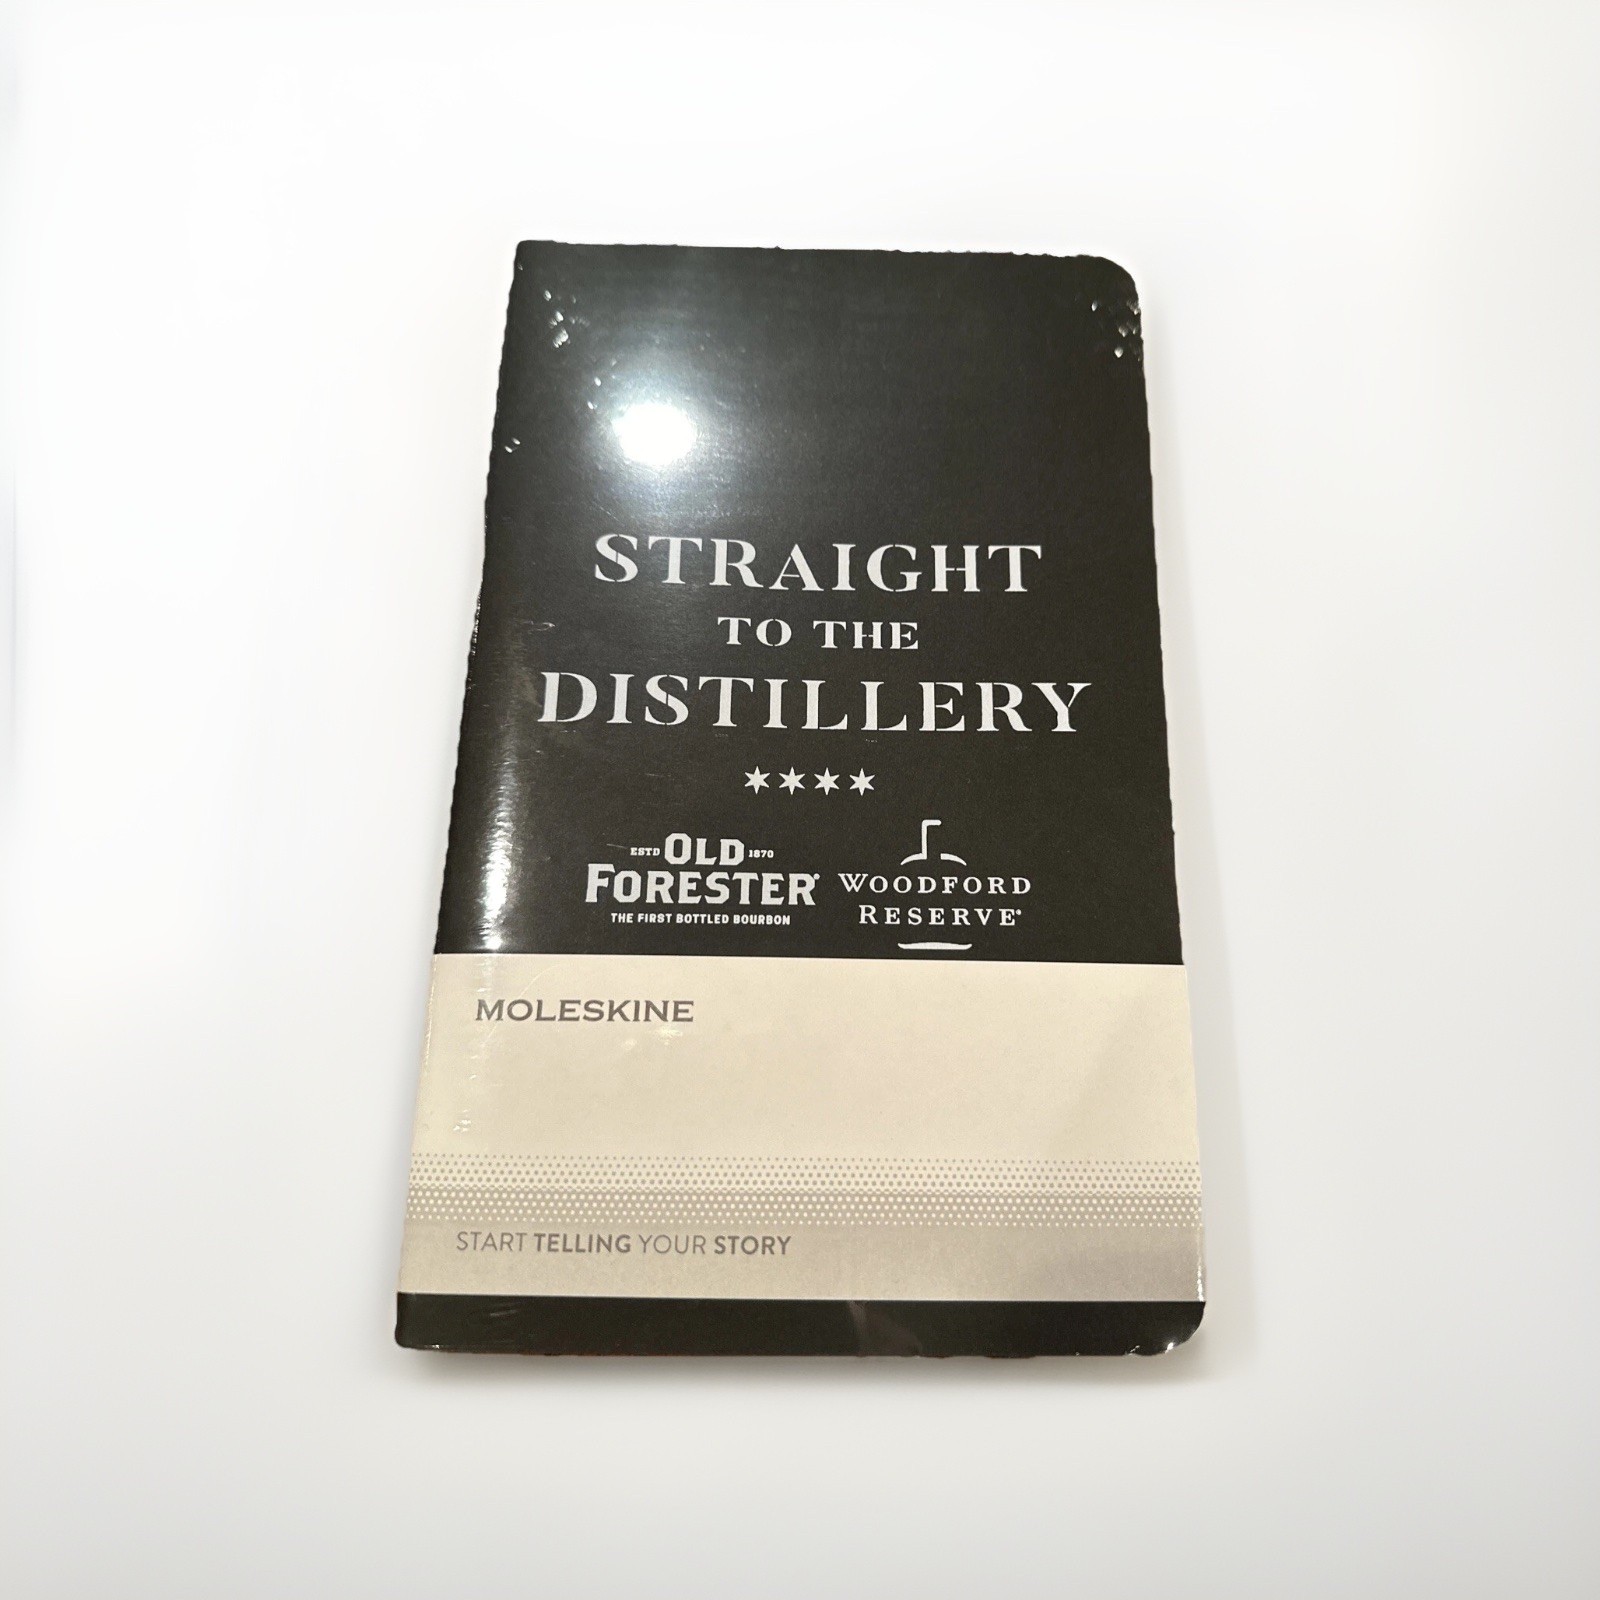 STRAIGHT
TO THE
DISTILLERY
ESTD OLD 1870
FORESTER®
THE FIRST BOTTLED BOURBON
WOODFORD
RESERVE®
MOLESKINE
START TELLING YOUR STORY